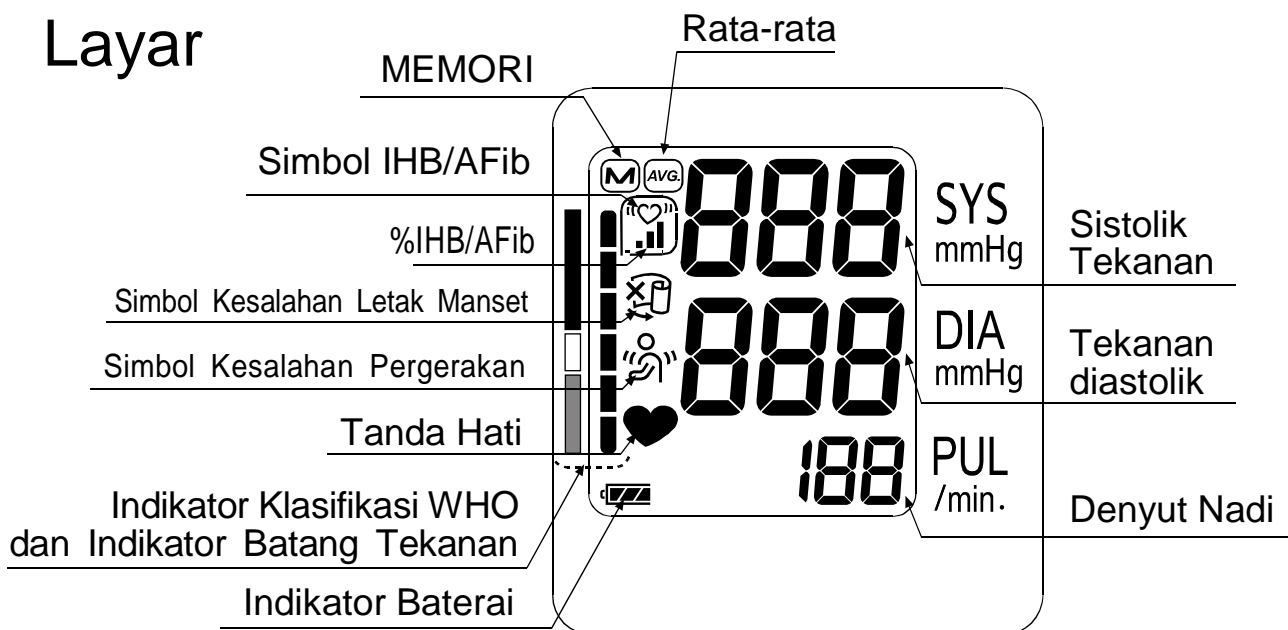 Layar
Rata-rata
MEMORI
Simbol IHB/AFib
M
AVG.
888
SYS
mmHg
Sistolik
Tekanan
%IHB/AFib
Simbol Kesalahan Letak Manset
888
DIA
mmHg
Tekanan
diastolik
Simbol Kesalahan Pergerakan
Tanda Hati
188
PUL
/min.
Denyut Nadi
Indikator Klasifikasi WHO
dan Indikator Batang Tekanan
Indikator Baterai